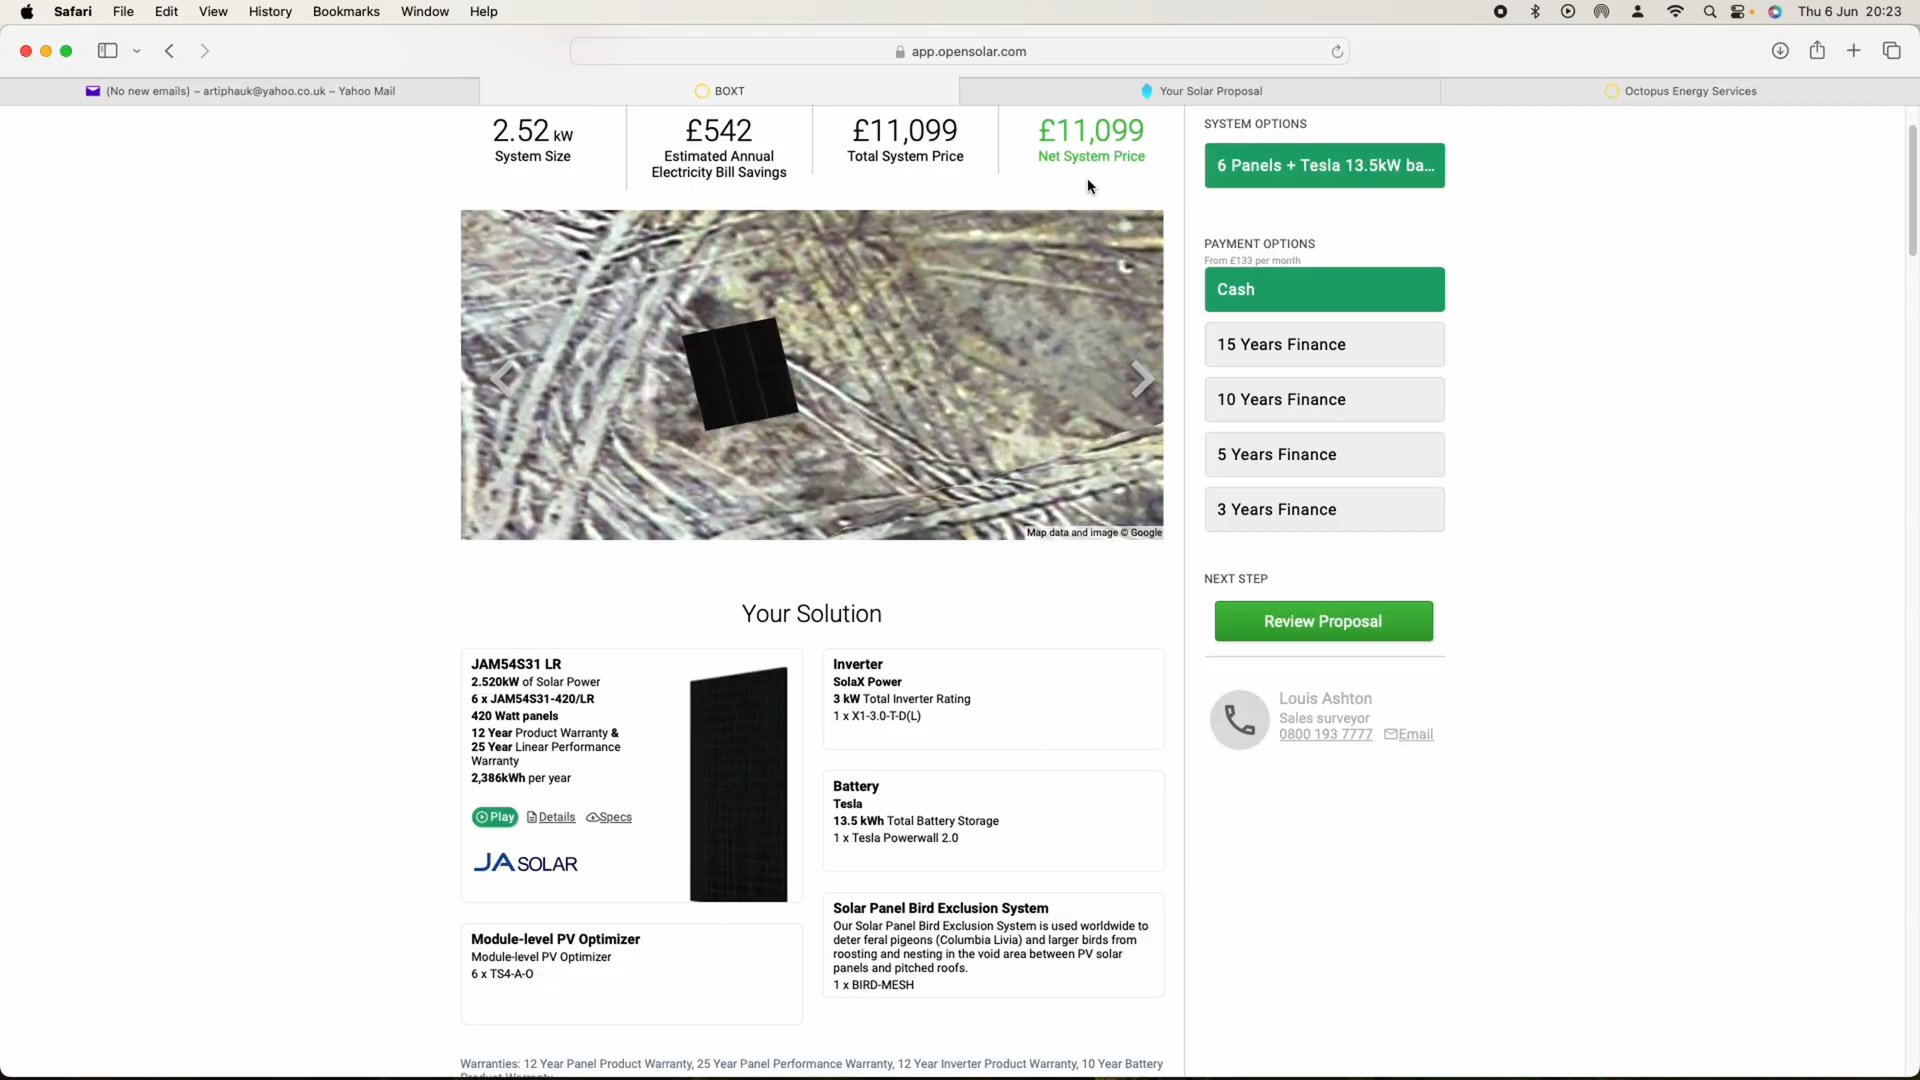 Safari File Edit View History Bookmarks Window Help Thu 6 Jun 20:23
app.opensolar.com
(No new emails) – artiphauk@yahoo.co.uk – Yahoo Mail
BOXT
Your Solar Proposal
Octopus Energy Services
2.52 kW
System Size
£542
Estimated Annual
Electricity Bill Savings
£11,099
Total System Price
£11,099
Net System Price
Map data and image © Google
Your Solution
JAM54S31 LR
2.520kW of Solar Power
6 x JAM54S31-420/LR
420 Watt panels
12 Year Product Warranty &
25 Year Linear Performance
Warranty
2,386kWh per year
Play Details Specs
JA SOLAR
Module-level PV Optimizer
Module-level PV Optimizer
6 x TS4-A-O
Inverter
SolaX Power
3 kW Total Inverter Rating
1 x X1-3.0-T-D(L)
Battery
Tesla
13.5 kWh Total Battery Storage
1 x Tesla Powerwall 2.0
Solar Panel Bird Exclusion System
Our Solar Panel Bird Exclusion System is used worldwide to
deter feral pigeons (Columbia Livia) and larger birds from
roosting and nesting in the void area between PV solar
panels and pitched roofs.
1 x BIRD-MESH
Warranties: 12 Year Panel Product Warranty, 25 Year Panel Performance Warranty, 12 Year Inverter Product Warranty, 10 Year Battery
Product Warranty
SYSTEM OPTIONS
6 Panels + Tesla 13.5kW ba...
PAYMENT OPTIONS
From £133 per month
Cash
15 Years Finance
10 Years Finance
5 Years Finance
3 Years Finance
NEXT STEP
Review Proposal
Louis Ashton
Sales surveyor
0800 193 7777 Email